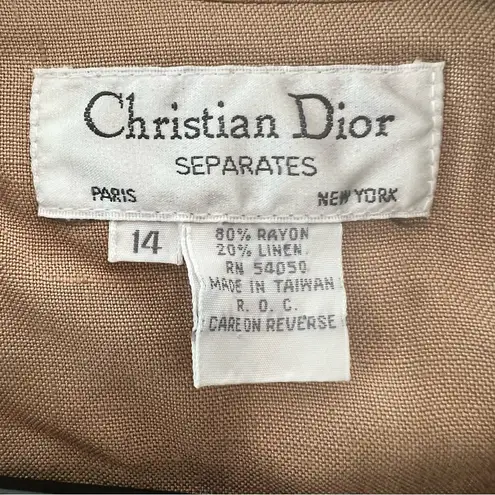 Christian Dior
SEPARATES
PARIS NEW YORK
14
80% RAYON
20% LINEN
RN 54050
MADE IN TAIWAN
R. O. C.
CARE ON REVERSE